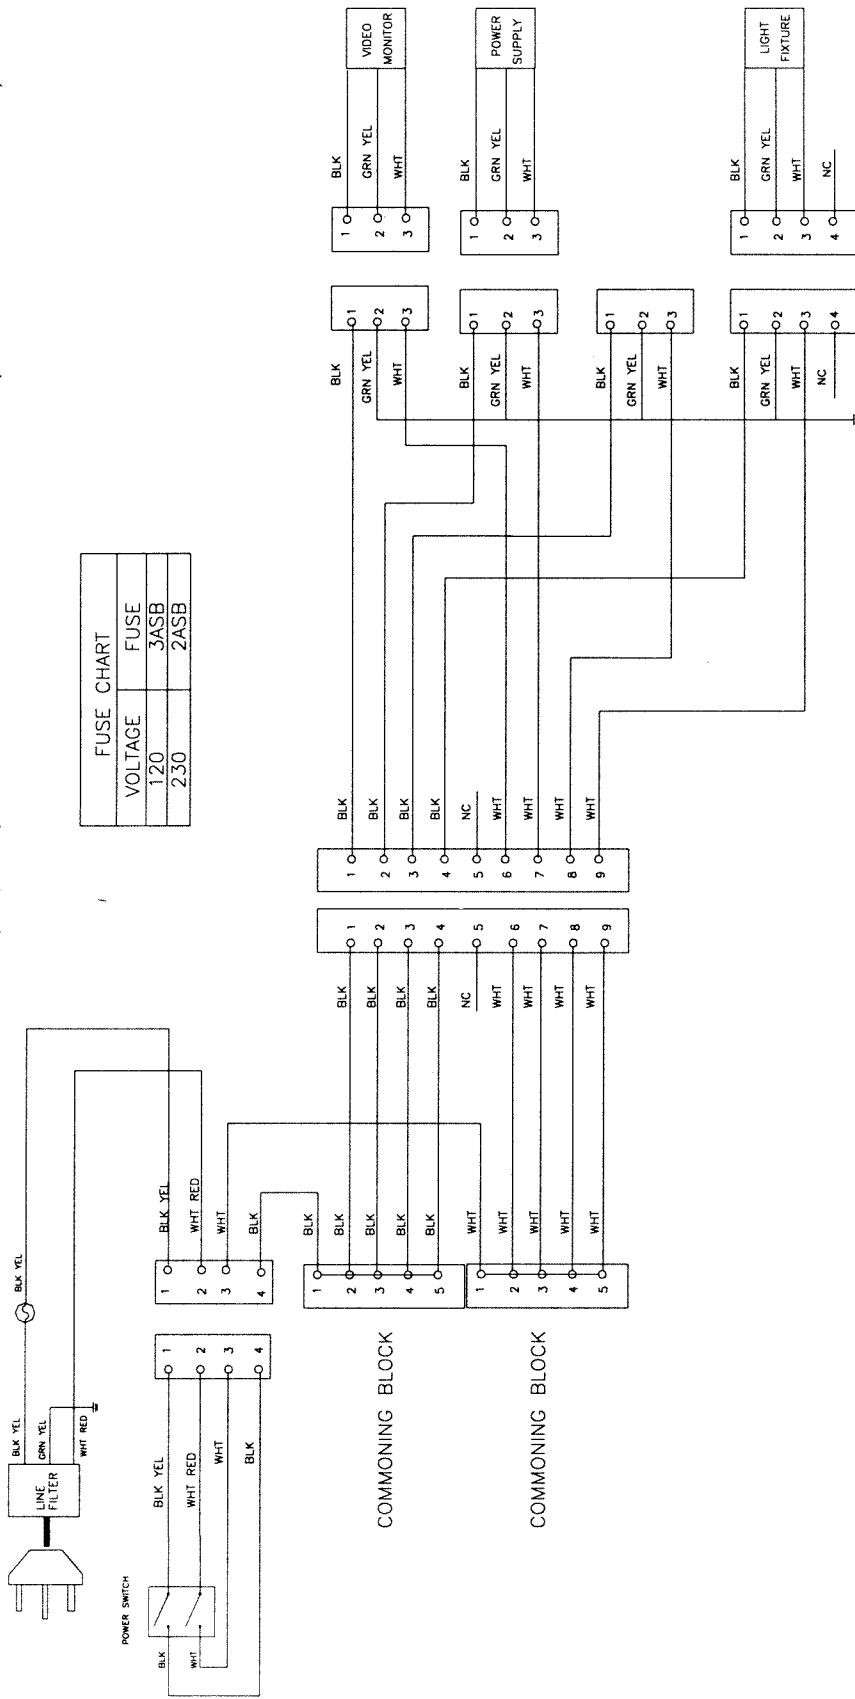 FUSE CHART
VOLTAGE FUSE
120 3ASB
230 2ASB
LINE
FILTER
BLK YEL
GRN YEL
WHT RED
BLK YEL
POWER SWITCH
BLK
WHT
BLK YEL
WHT RED
WHT
BLK
1
2
3
4
1
2
3
4
BLK YEL
WHT RED
WHT
BLK
COMMONING BLOCK
1
2
3
4
5
BLK
BLK
BLK
BLK
BLK
COMMONING BLOCK
1
2
3
4
5
WHT
WHT
WHT
WHT
WHT
BLK
BLK
BLK
BLK
NC
WHT
WHT
WHT
WHT
1
2
3
4
5
6
7
8
9
1
2
3
4
5
6
7
8
9
BLK
BLK
BLK
BLK
NC
WHT
WHT
WHT
WHT
BLK
GRN YEL
WHT
1
2
3
BLK
GRN YEL
WHT
1
2
3
BLK
GRN YEL
WHT
1
2
3
BLK
GRN YEL
WHT
NC
1
2
3
4
1
2
3
BLK
GRN YEL
WHT
VIDEO
MONITOR
1
2
3
BLK
GRN YEL
WHT
POWER
SUPPLY
1
2
3
4
BLK
GRN YEL
WHT
NC
LIGHT
FIXTURE